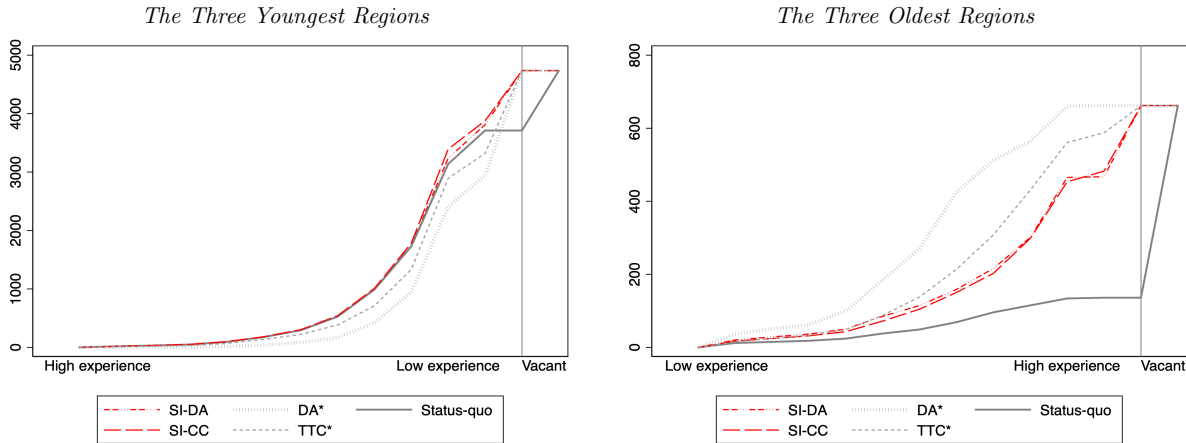 The Three Youngest Regions
5000
4000
3000
2000
1000
0
High experience Low experience Vacant
SI-DA DA* Status-quo
SI-CC TTC*
The Three Oldest Regions
800
600
400
200
0
Low experience High experience Vacant
SI-DA DA* Status-quo
SI-CC TTC*